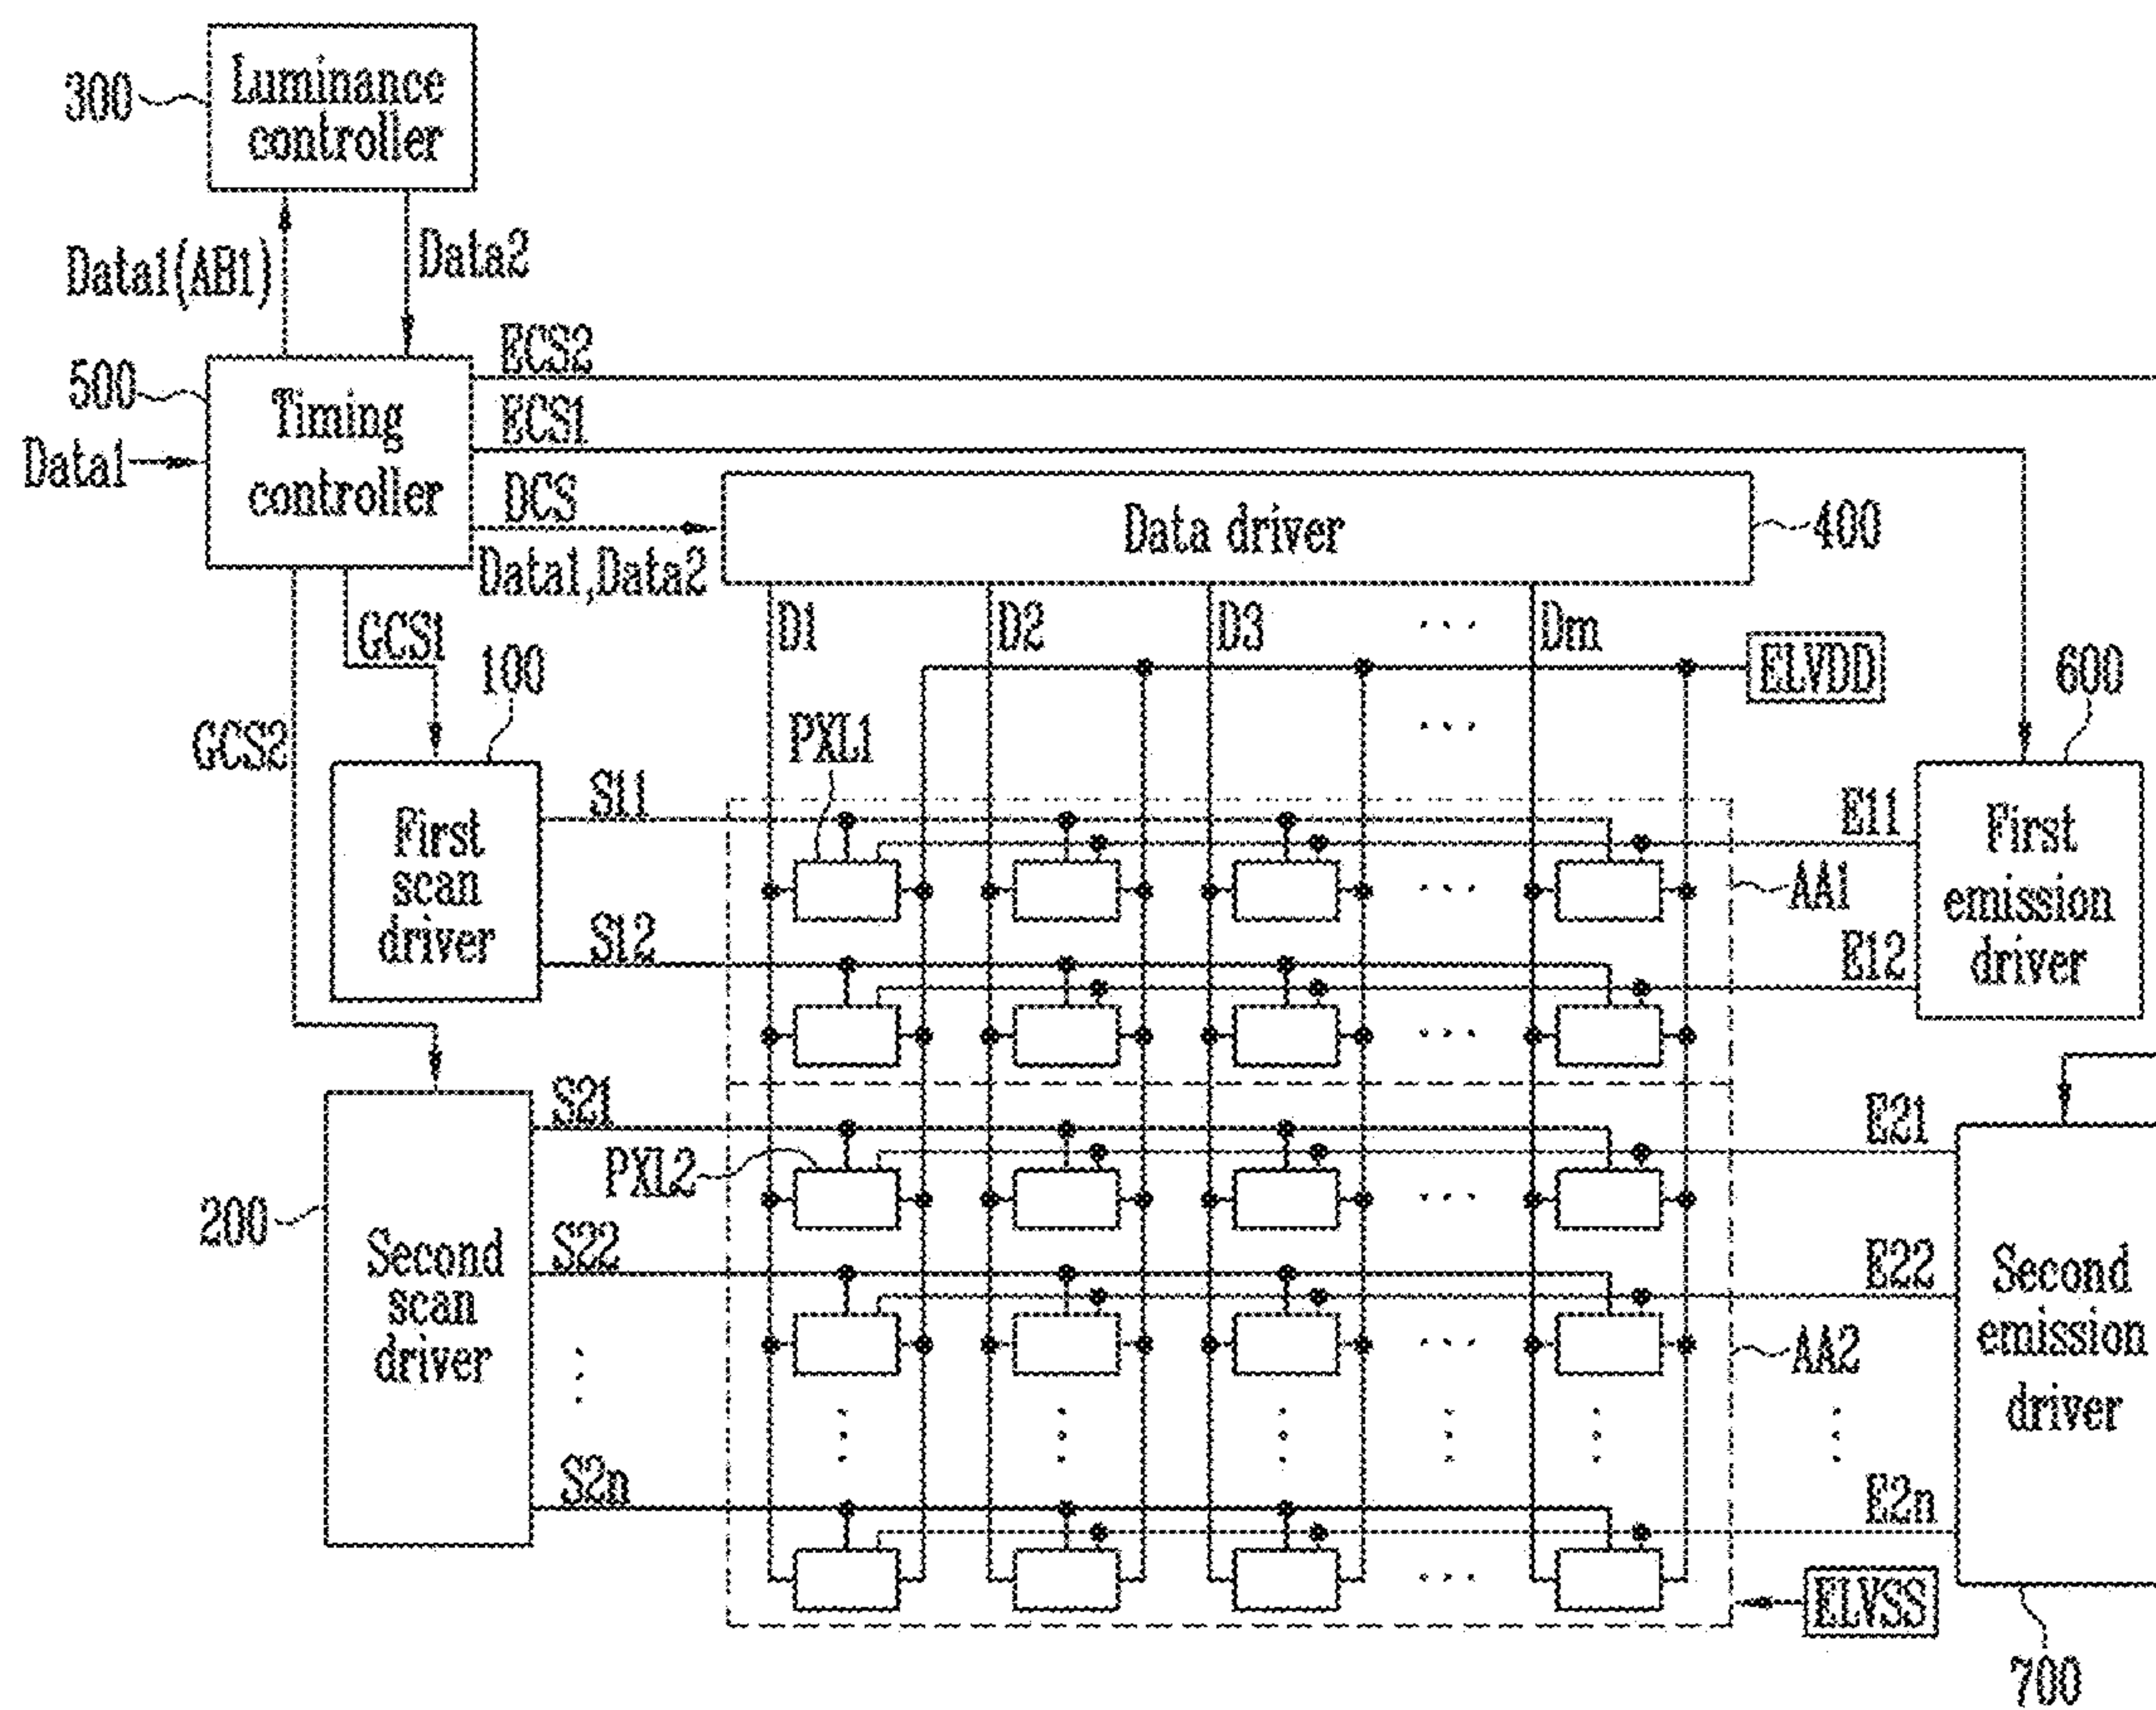 300
Luminance
controller
Data1(AB1)
Data2
500
Timing
controller
Data1
ECS2
ECS1
DCS
Data1,Data2
Data driver
400
D1
D2
D3
. . .
Dm
ELVDD
GCS1
GCS2
100
600
PXL1
. . .
First
scan
driver
S11
S12
E11
E12
AA1
First
emission
driver
. . .
. . .
S21
PXL2
200
Second
scan
driver
S22
S2n
. . .
. . .
E21
E22
AA2
E2n
Second
emission
driver
. . .
ELVSS
700